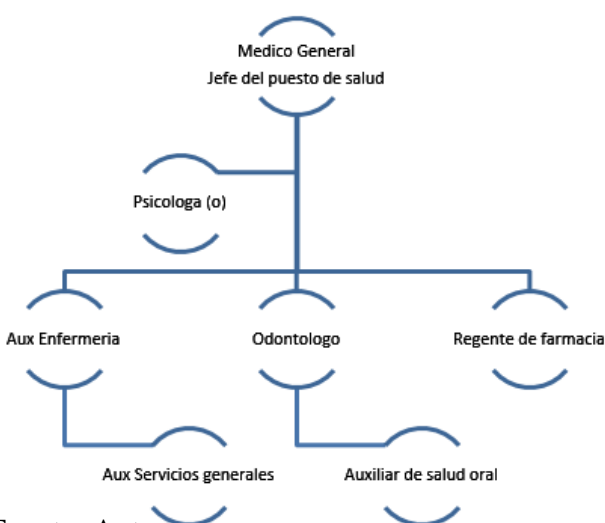 Medico General
Jefe del puesto de salud
Psicologa (o)
Aux Enfermeria
Odontologo
Regente de farmacia
Aux Servicios generales
Auxiliar de salud oral